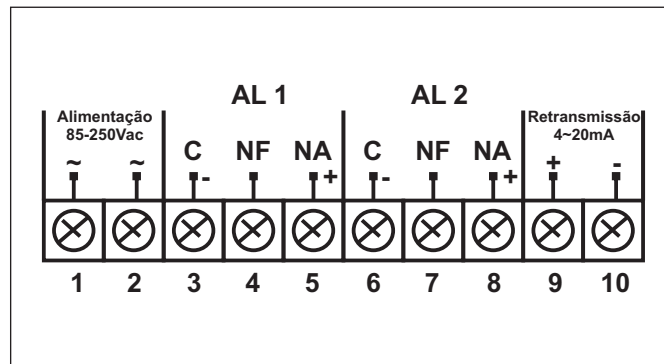 AL 1 AL 2
Alimentação
85-250Vac
Retransmissão
4~20mA
~ ~ C - NF NA + C - NF NA + + -
1 2 3 4 5 6 7 8 9 10